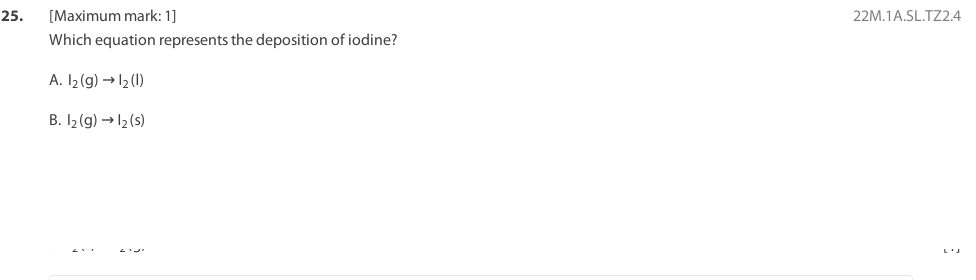 25. [Maximum mark: 1] 22M.1A.SL.TZ2.4
Which equation represents the deposition of iodine?
A. I₂(g) → I₂(l)
B. I₂(g) → I₂(s)